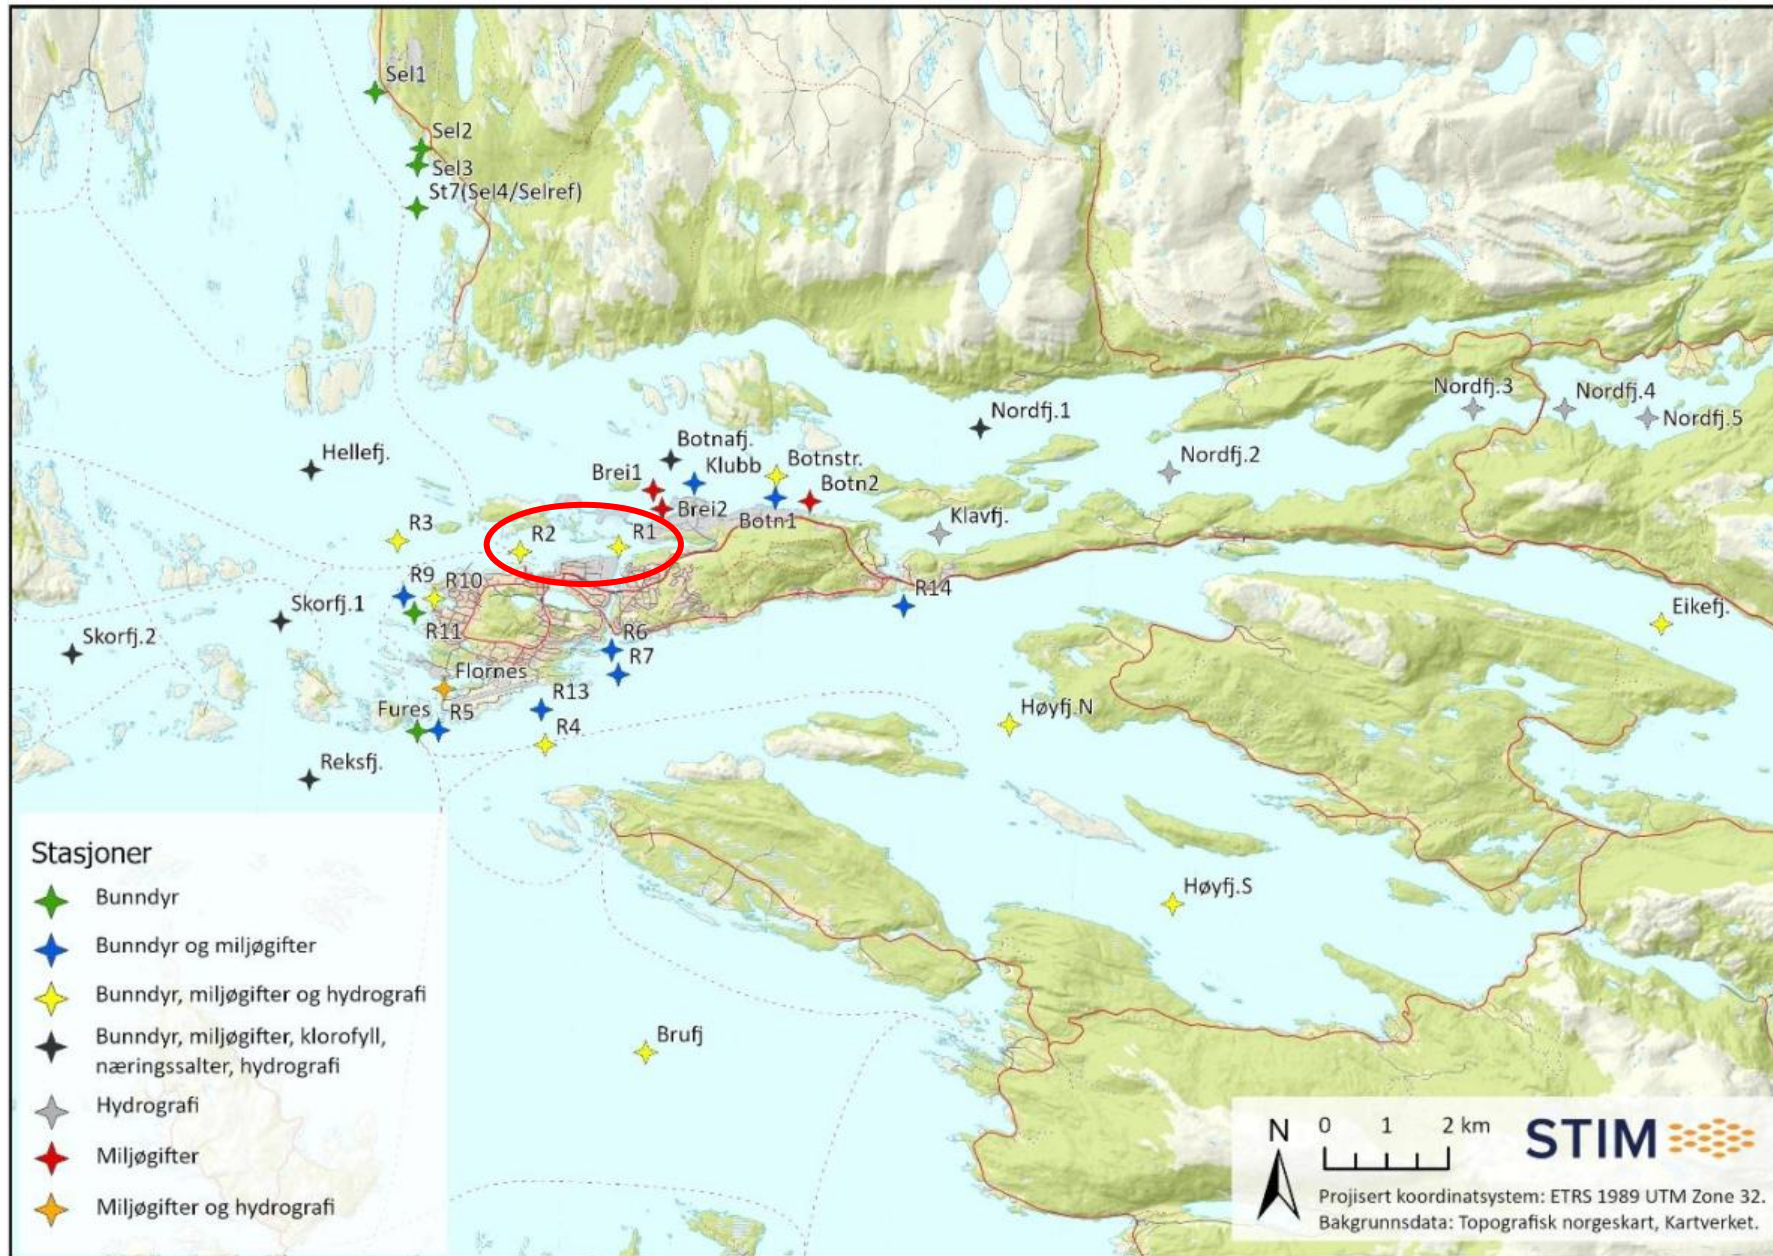 Sel1
Sel2
Sel3
St7(Sel4/Selref)
Nordfj.1
Nordfj.3
Nordfj.4
Nordfj.5
Nordfj.2
Hellefj.
Botnafj.
Klubb
Botnstr.
Brei1
Botn2
Brei2
Botn1
Klavfj.
R3
R2
R1
R9
R10
R14
Skorfj.1
Eikefj.
Skorfj.2
R11
R6
R7
Flornes
R13
Fures
R5
R4
Høyfj.N
Reksfj.
Høyfj.S
Brufj
Stasjoner
Bunndyr
Bunndyr og miljøgifter
Bunndyr, miljøgifter og hydrografi
Bunndyr, miljøgifter, klorofyll,
næringssalter, hydrografi
Hydrografi
Miljøgifter
Miljøgifter og hydrografi
N
0 1 2 km
STIM
Projisert koordinatsystem: ETRS 1989 UTM Zone 32.
Bakgrunnsdata: Topografisk norgeskart, Kartverket.